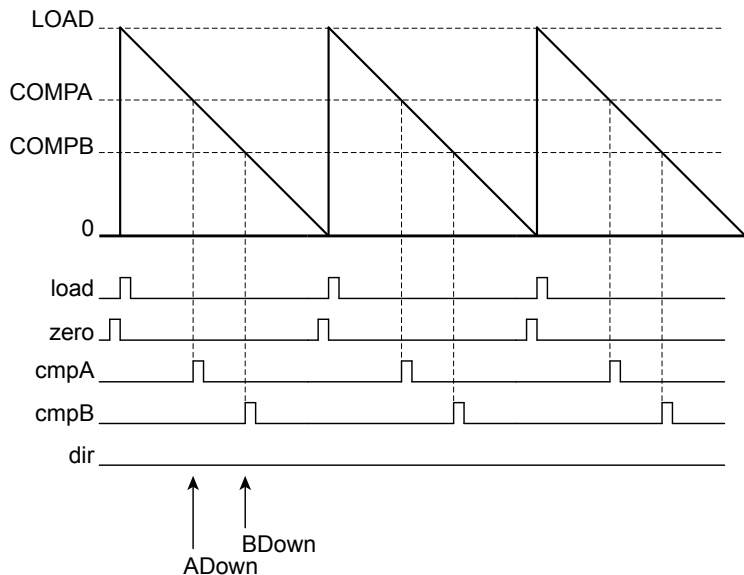 LOAD
COMPA
COMPB
0
load
zero
cmpA
cmpB
dir
BDown
ADown